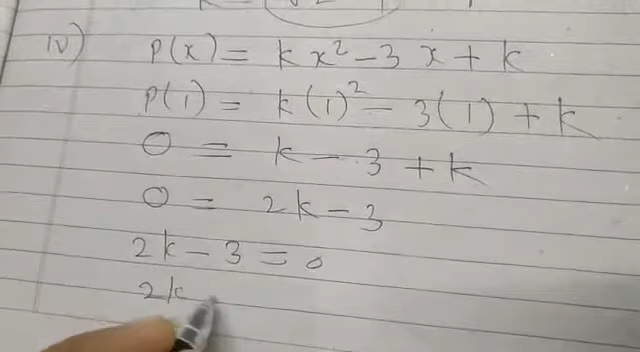 iv) p(x) = kx² - 3x + k
p(1) = k(1)² - 3(1) + k
0 = k - 3 + k
0 = 2k - 3
2k - 3 = 0
2k